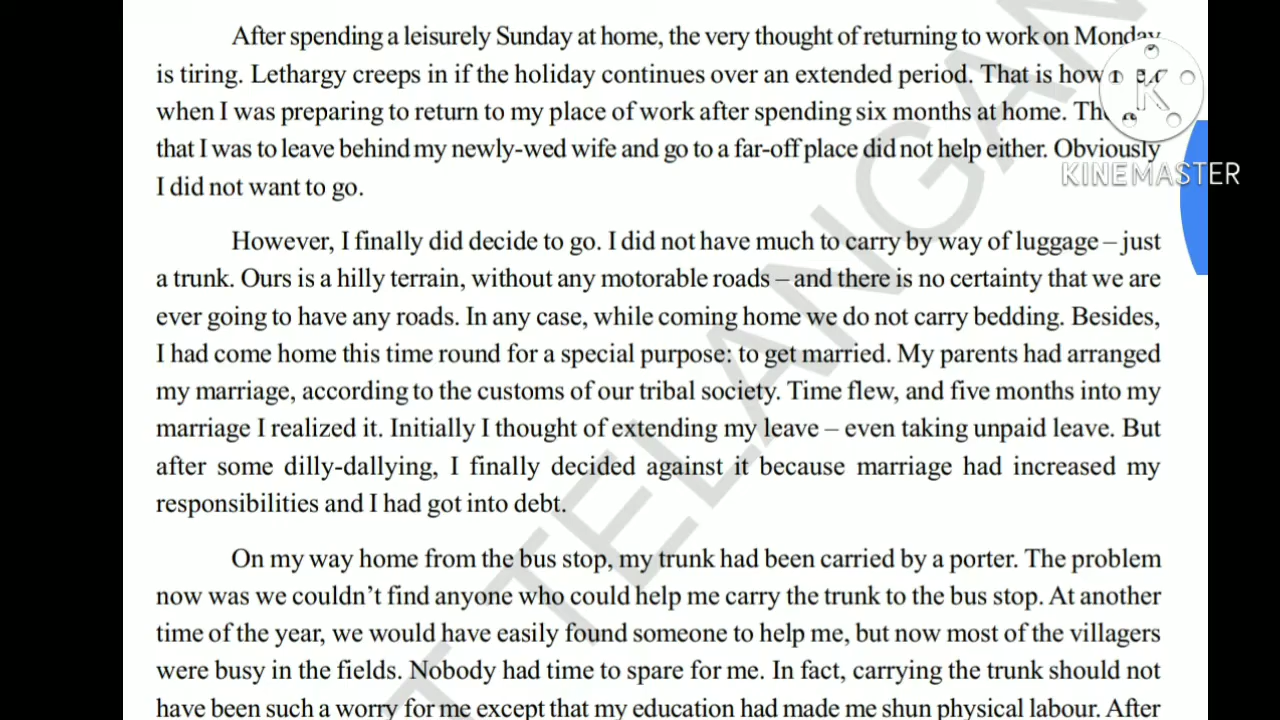 After spending a leisurely Sunday at home, the very thought of returning to work on Monday
is tiring. Lethargy creeps in if the holiday continues over an extended period. That is how
when I was preparing to return to my place of work after spending six months at home.
that I was to leave behind my newly-wed wife and go to a far-off place did not help either. Obviously
I did not want to go.
However, I finally did decide to go. I did not have much to carry by way of luggage – just
a trunk. Ours is a hilly terrain, without any motorable roads – and there is no certainty that we are
ever going to have any roads. In any case, while coming home we do not carry bedding. Besides,
I had come home this time round for a special purpose: to get married. My parents had arranged
my marriage, according to the customs of our tribal society. Time flew, and five months into my
marriage I realized it. Initially I thought of extending my leave – even taking unpaid leave. But
after some dilly-dallying, I finally decided against it because marriage had increased my
responsibilities and I had got into debt.
On my way home from the bus stop, my trunk had been carried by a porter. The problem
now was we couldn't find anyone who could help me carry the trunk to the bus stop. At another
time of the year, we would have easily found someone to help me, but now most of the villagers
were busy in the fields. Nobody had time to spare for me. In fact, carrying the trunk should not
have been such a worry for me except that my education had made me shun physical labour. After
K
KINEMASTER
TELANGAN